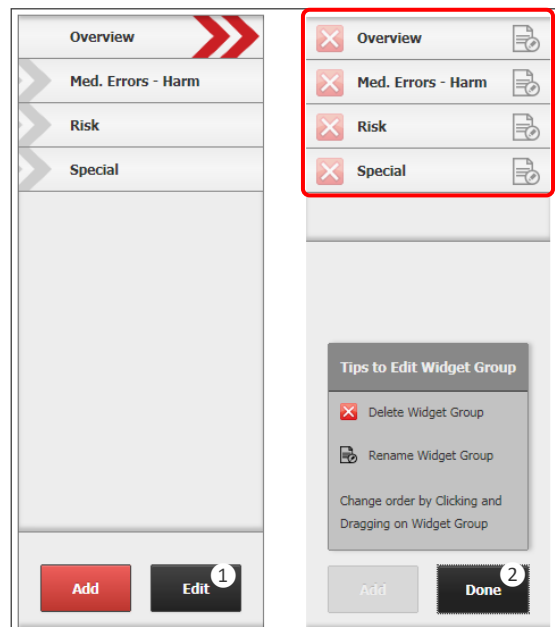 Overview
Med. Errors - Harm
Risk
Special
Add
Edit
1
Overview
Med. Errors - Harm
Risk
Special
Tips to Edit Widget Group
Delete Widget Group
Rename Widget Group
Change order by Clicking and
Dragging on Widget Group
Add
Done
2